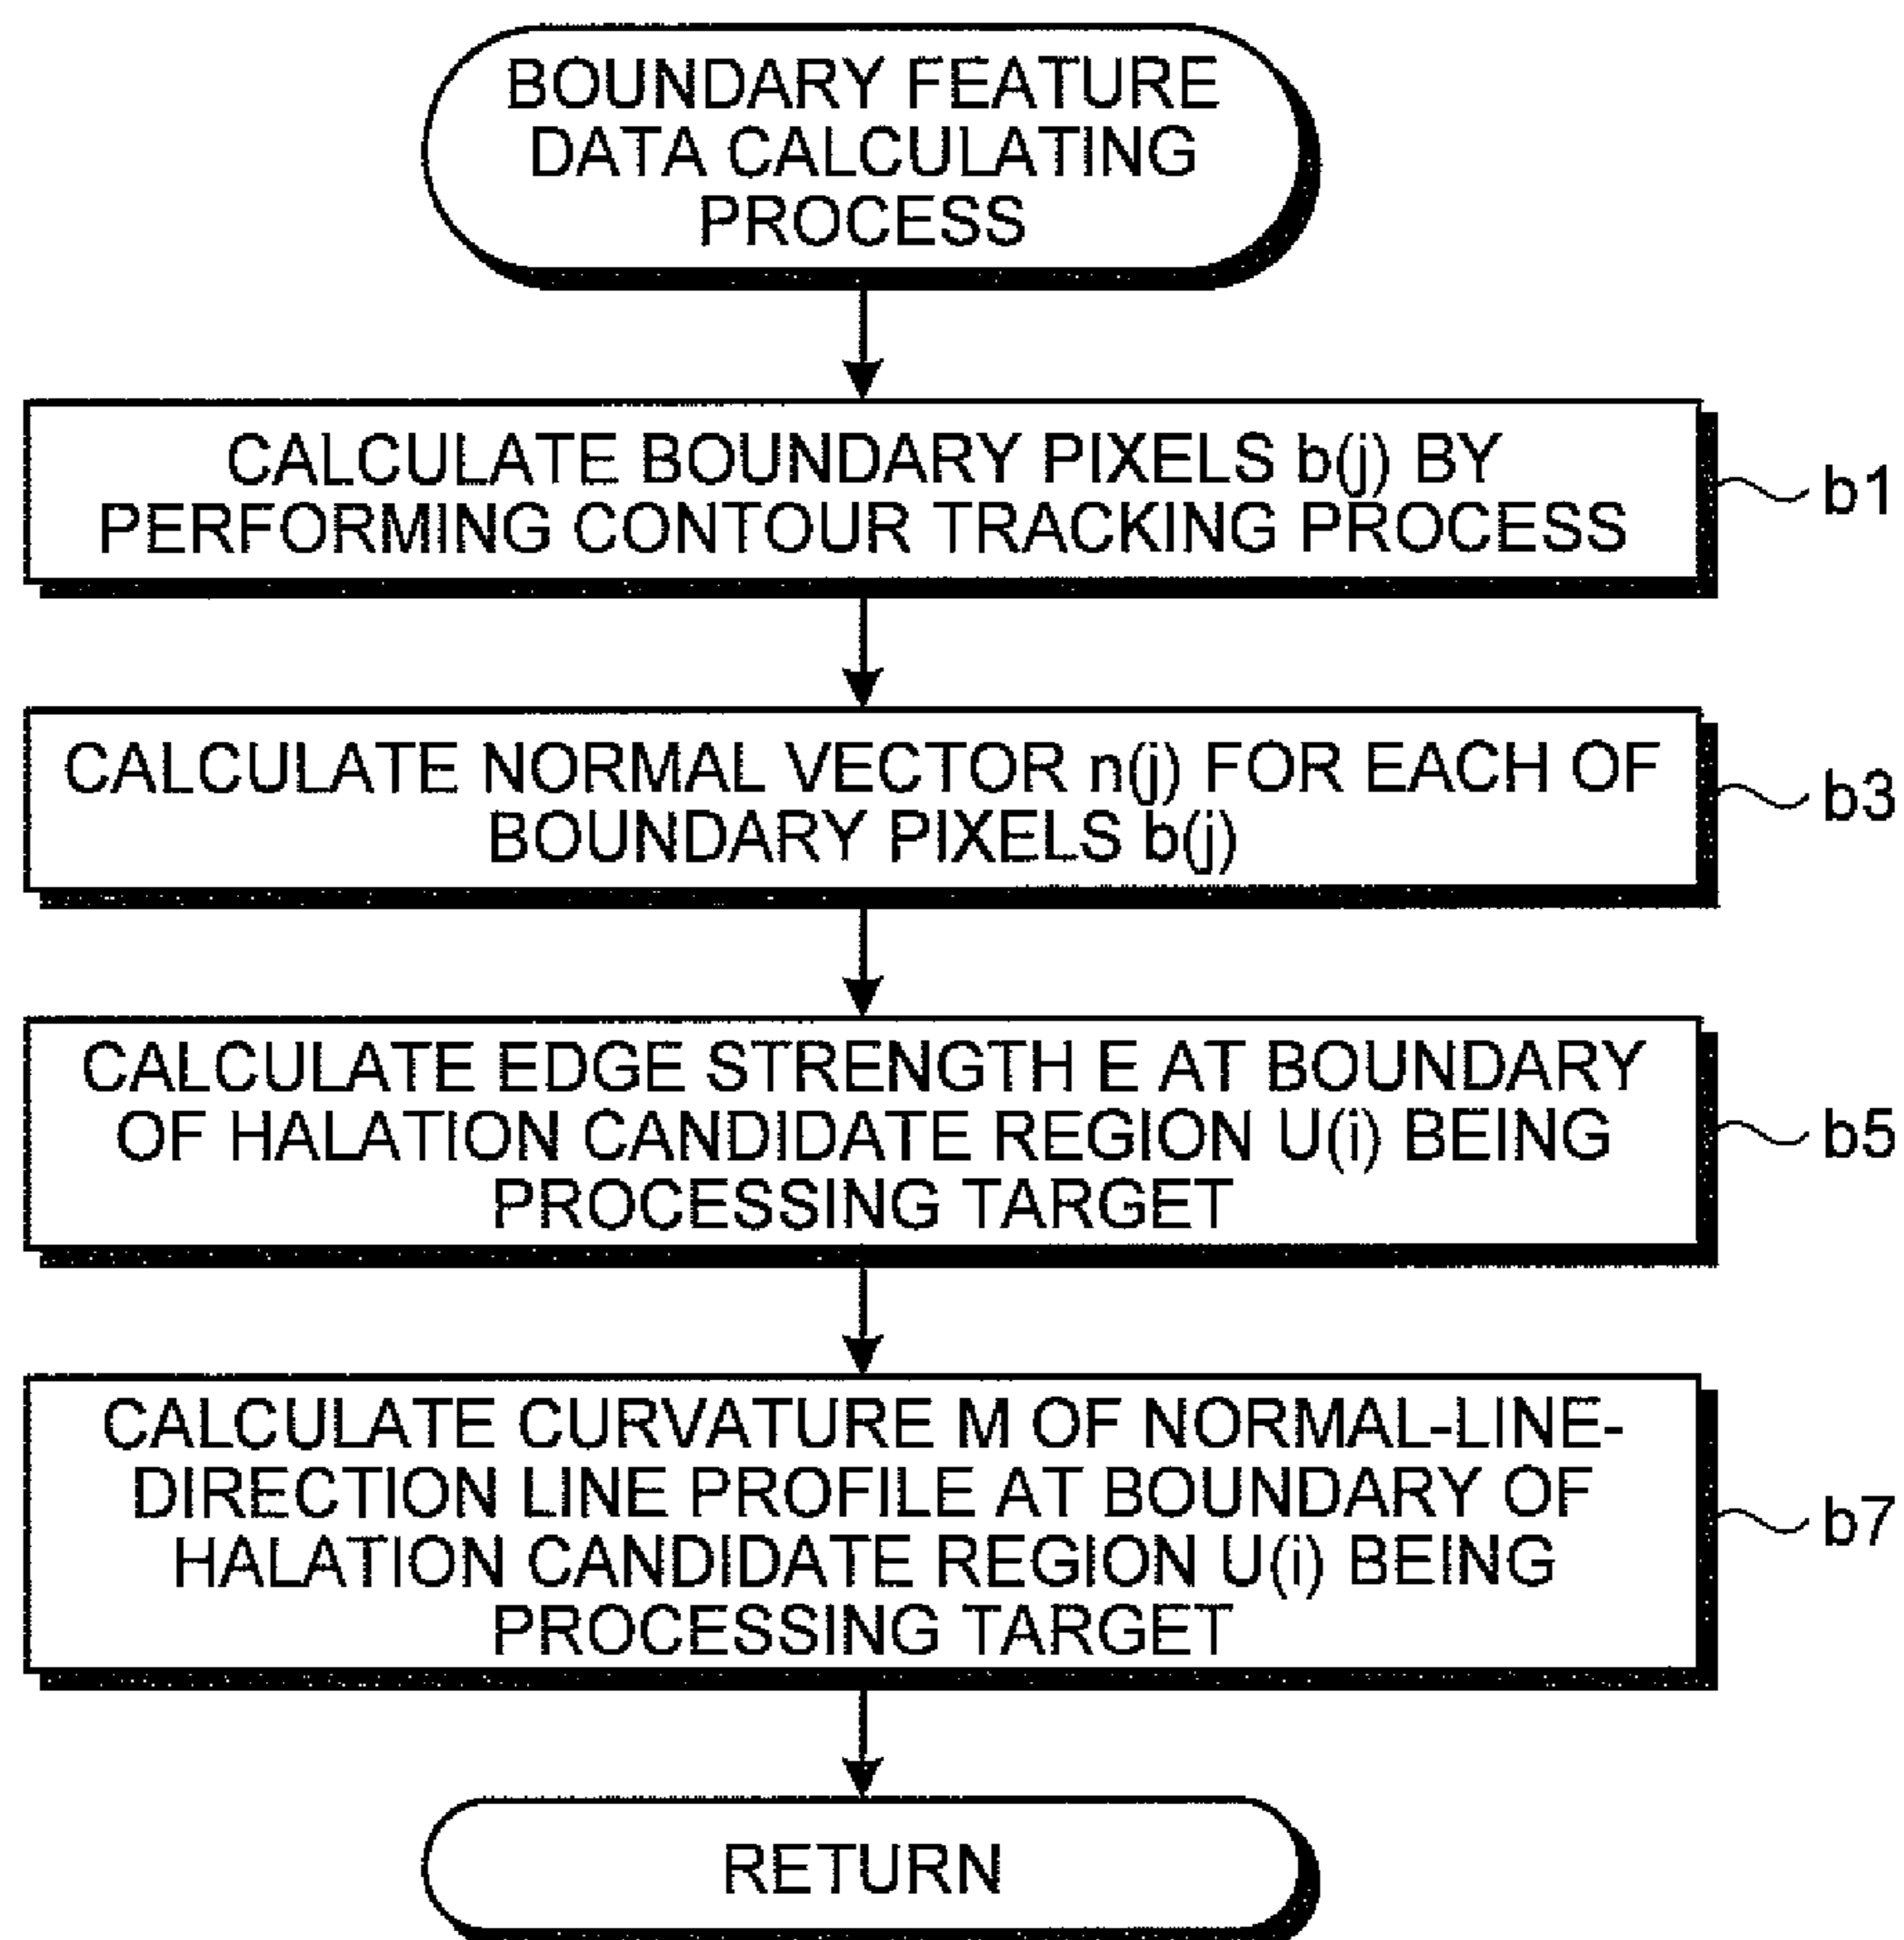 BOUNDARY FEATURE
DATA CALCULATING
PROCESS
CALCULATE BOUNDARY PIXELS b(j) BY
PERFORMING CONTOUR TRACKING PROCESS
b1
CALCULATE NORMAL VECTOR n(j) FOR EACH OF
BOUNDARY PIXELS b(j)
b3
CALCULATE EDGE STRENGTH E AT BOUNDARY
OF HALATION CANDIDATE REGION U(i) BEING
PROCESSING TARGET
b5
CALCULATE CURVATURE M OF NORMAL-LINE-
DIRECTION LINE PROFILE AT BOUNDARY OF
HALATION CANDIDATE REGION U(i) BEING
PROCESSING TARGET
b7
RETURN